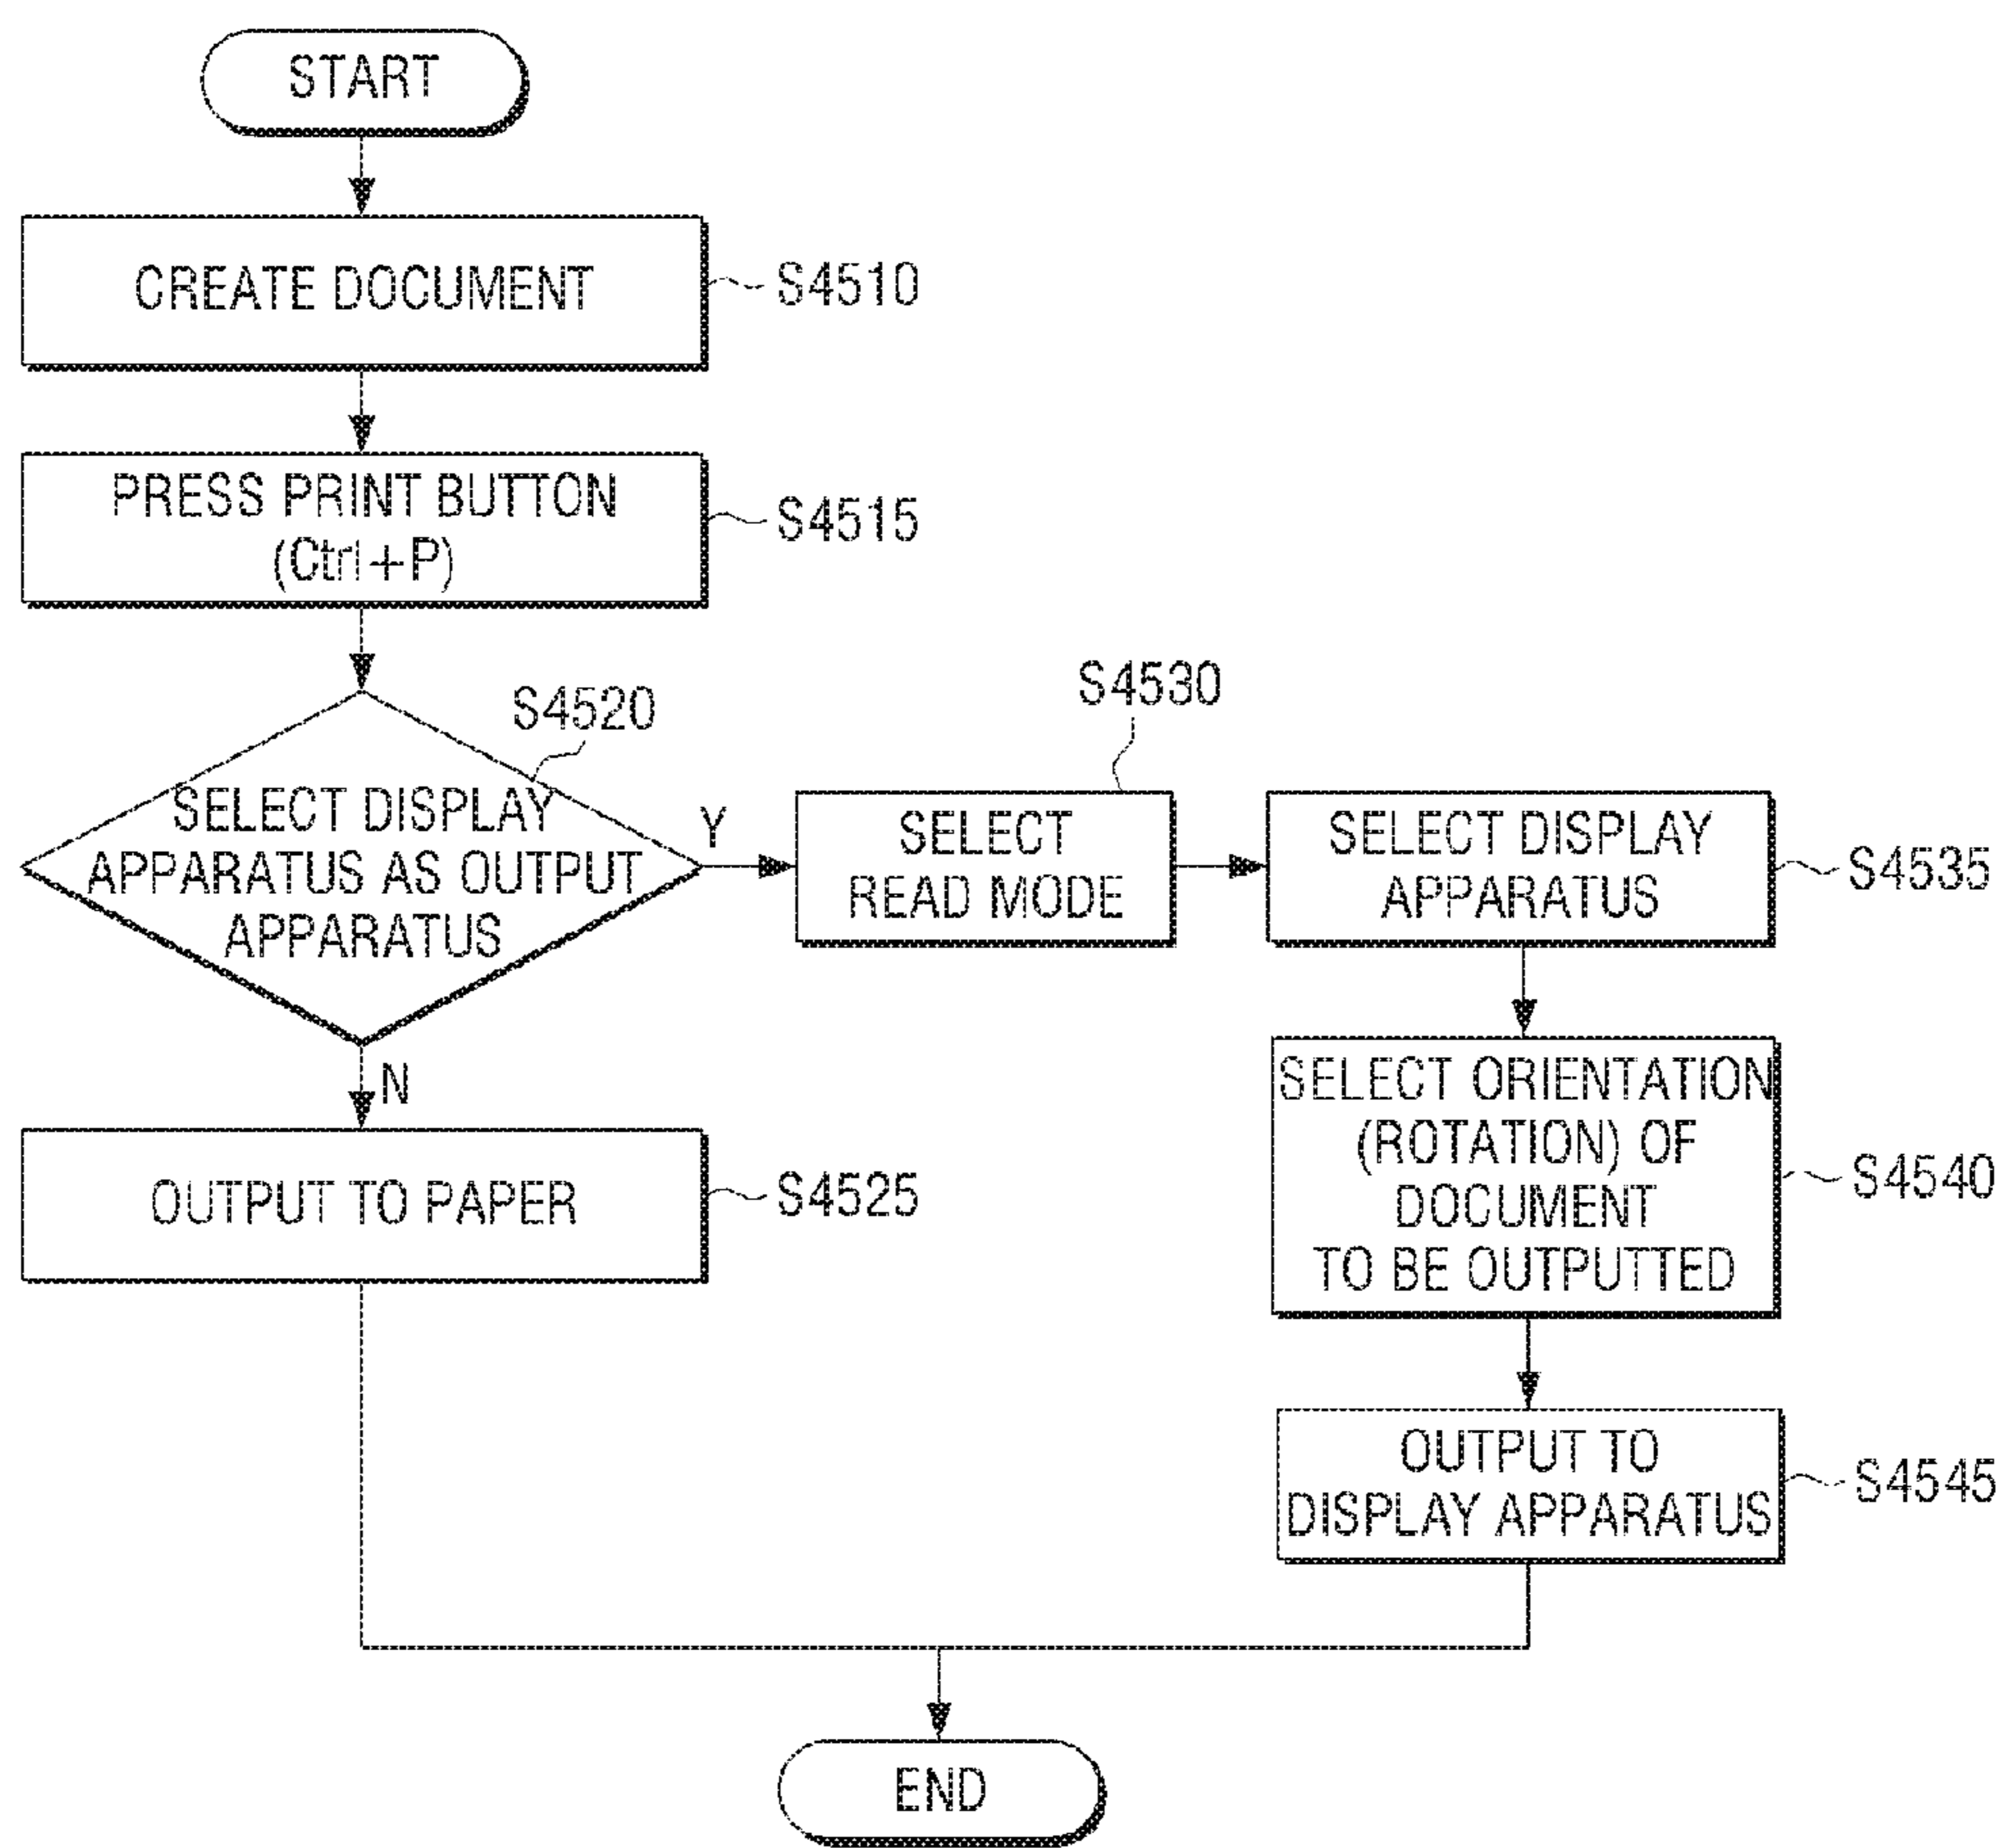 START
CREATE DOCUMENT
S4510
PRESS PRINT BUTTON
(Ctrl+P)
S4515
S4520
SELECT DISPLAY
APPARATUS AS OUTPUT
APPARATUS
Y
N
S4530
SELECT
READ MODE
SELECT DISPLAY
APPARATUS
S4535
SELECT ORIENTATION
(ROTATION) OF
DOCUMENT
TO BE OUTPUTTED
S4540
OUTPUT TO PAPER
S4525
OUTPUT TO
DISPLAY APPARATUS
S4545
END